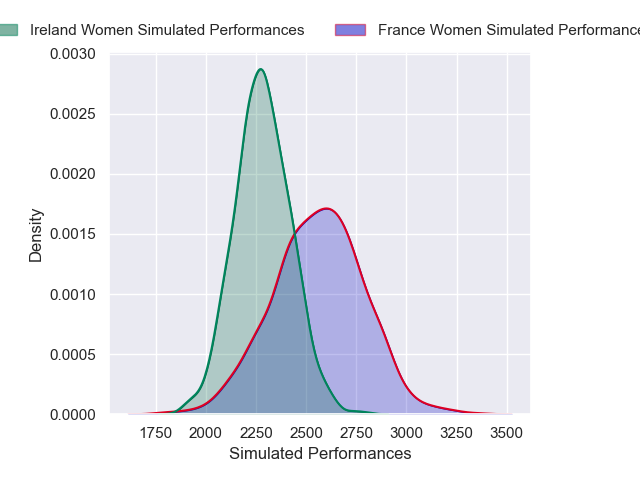 Ireland Women Simulated Performances France Women Simulated Performance
0.0030
0.0025
0.0020
0.0015
0.0010
0.0005
0.0000
Density
1750 2000 2250 2500 2750 3000 3250 3500
Simulated Performances